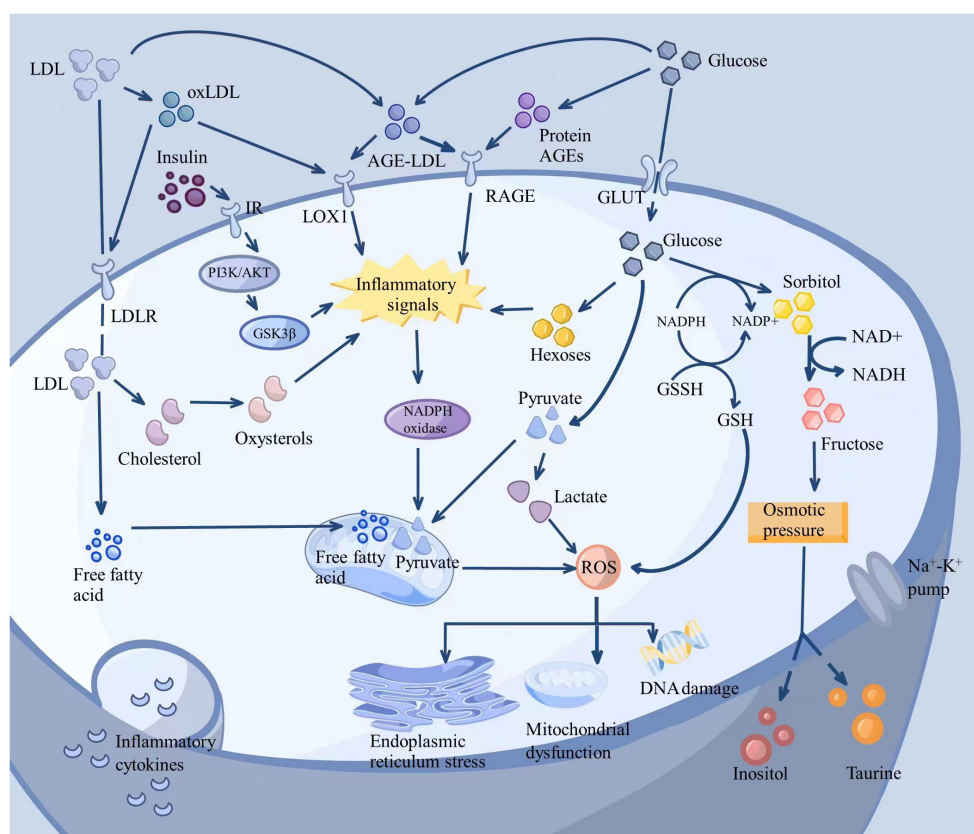 LDL
Glucose
oxLDL
Insulin
AGE-LDL
Protein
AGEs
IR
LOX1
RAGE
GLUT
Glucose
PI3K/AKT
Inflammatory
signals
Sorbitol
LDLR
GSK3β
NADPH
NADP+
NAD+
Hexoses
LDL
NADH
GSSH
Pyruvate
NADPH
oxidase
GSH
Oxysterols
Cholesterol
Fructose
Lactate
Osmotic
pressure
Free fatty
acid
Pyruvate
ROS
Free fatty
acid
Na⁺-K⁺
pump
DNA damage
Endoplasmic
reticulum stress
Mitochondrial
dysfunction
Inflammatory
cytokines
Inositol
Taurine